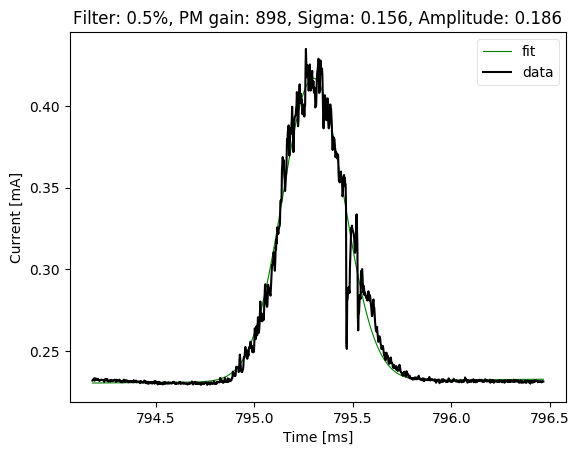 Filter: 0.5%, PM gain: 898, Sigma: 0.156, Amplitude: 0.186
fit
data
0.40
0.35
0.30
0.25
Current [mA]
794.5 795.0 795.5 796.0 796.5
Time [ms]